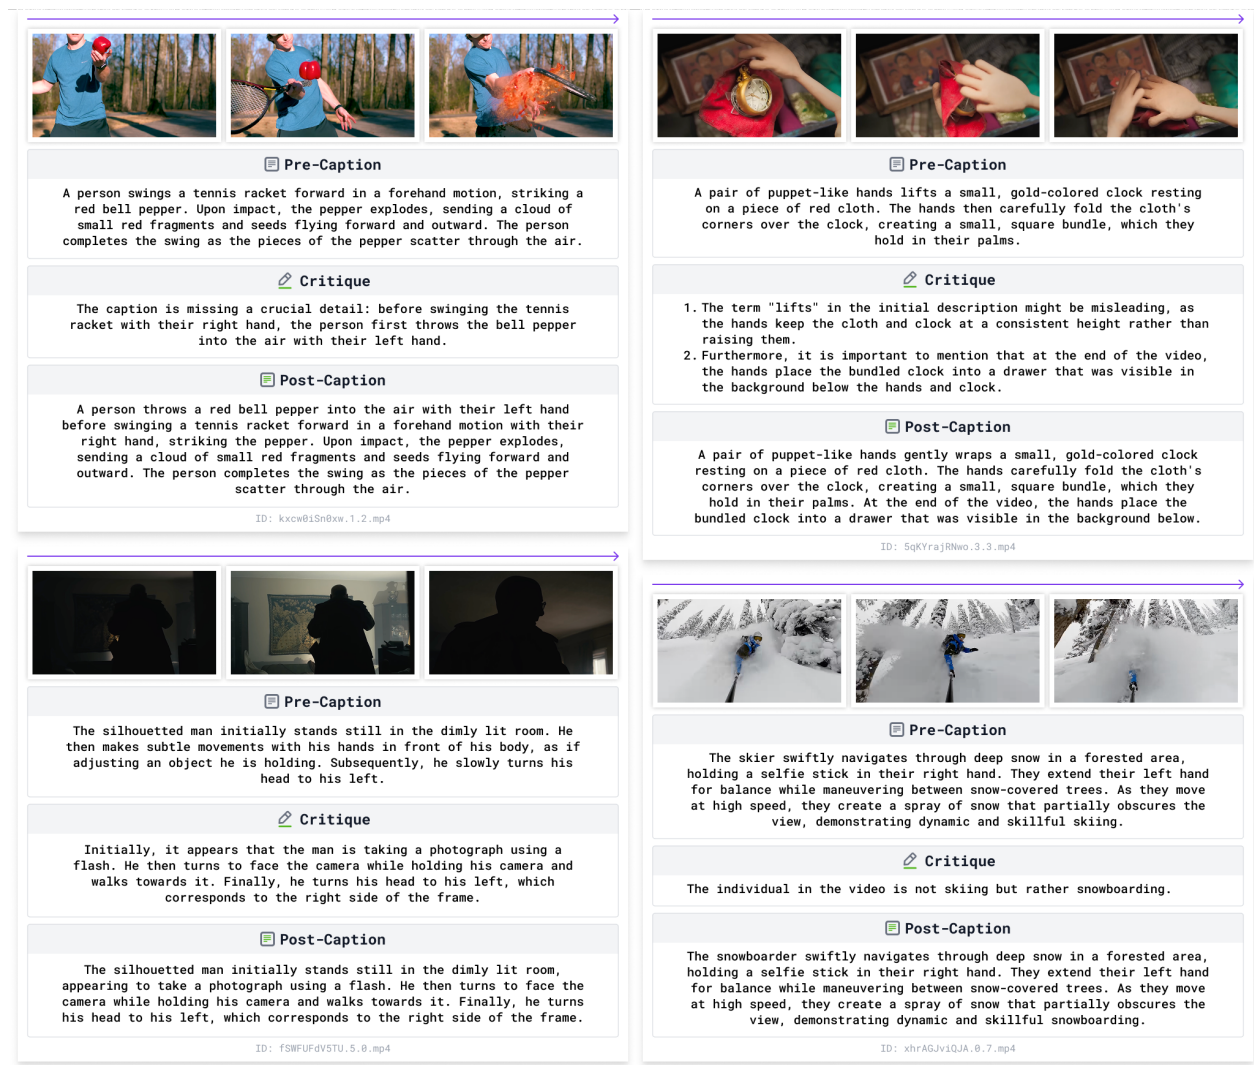 Pre-Caption
A person swings a tennis racket forward in a forehand motion, striking a
red bell pepper. Upon impact, the pepper explodes, sending a cloud of
small red fragments and seeds flying forward and outward. The person
completes the swing as the pieces of the pepper scatter through the air.
Critique
The caption is missing a crucial detail: before swinging the tennis
racket with their right hand, the person first throws the bell pepper
into the air with their left hand.
Post-Caption
A person throws a red bell pepper into the air with their left hand
before swinging a tennis racket forward in a forehand motion with their
right hand, striking the pepper. Upon impact, the pepper explodes,
sending a cloud of small red fragments and seeds flying forward and
outward. The person completes the swing as the pieces of the pepper
scatter through the air.
ID: kxcw0iSn0xw.1.2.mp4
Pre-Caption
A pair of puppet-like hands lifts a small, gold-colored clock resting
on a piece of red cloth. The hands then carefully fold the cloth's
corners over the clock, creating a small, square bundle, which they
hold in their palms.
Critique
1. The term "lifts" in the initial description might be misleading, as
the hands keep the cloth and clock at a consistent height rather than
raising them.
2. Furthermore, it is important to mention that at the end of the video,
the hands place the bundled clock into a drawer that was visible in
the background below the hands and clock.
Post-Caption
A pair of puppet-like hands gently wraps a small, gold-colored clock
resting on a piece of red cloth. The hands carefully fold the cloth's
corners over the clock, creating a small, square bundle, which they
hold in their palms. At the end of the video, the hands place the
bundled clock into a drawer that was visible in the background below.
ID: 5qKYrajRNwo.3.3.mp4
Pre-Caption
The silhouetted man initially stands still in the dimly lit room. He
then makes subtle movements with his hands in front of his body, as if
adjusting an object he is holding. Subsequently, he slowly turns his
head to his left.
Critique
Initially, it appears that the man is taking a photograph using a
flash. He then turns to face the camera while holding his camera and
walks towards it. Finally, he turns his head to his left, which
corresponds to the right side of the frame.
Post-Caption
The silhouetted man initially stands still in the dimly lit room,
appearing to take a photograph using a flash. He then turns to face the
camera while holding his camera and walks towards it. Finally, he turns
his head to his left, which corresponds to the right side of the frame.
ID: fSWFUFdV5TU.5.0.mp4
Pre-Caption
The skier swiftly navigates through deep snow in a forested area,
holding a selfie stick in their right hand. They extend their left hand
for balance while maneuvering between snow-covered trees. As they move
at high speed, they create a spray of snow that partially obscures the
view, demonstrating dynamic and skillful skiing.
Critique
The individual in the video is not skiing but rather snowboarding.
Post-Caption
The snowboarder swiftly navigates through deep snow in a forested area,
holding a selfie stick in their right hand. They extend their left hand
for balance while maneuvering between snow-covered trees. As they move
at high speed, they create a spray of snow that partially obscures the
view, demonstrating dynamic and skillful snowboarding.
ID: xhrAGJviQJA.0.7.mp4